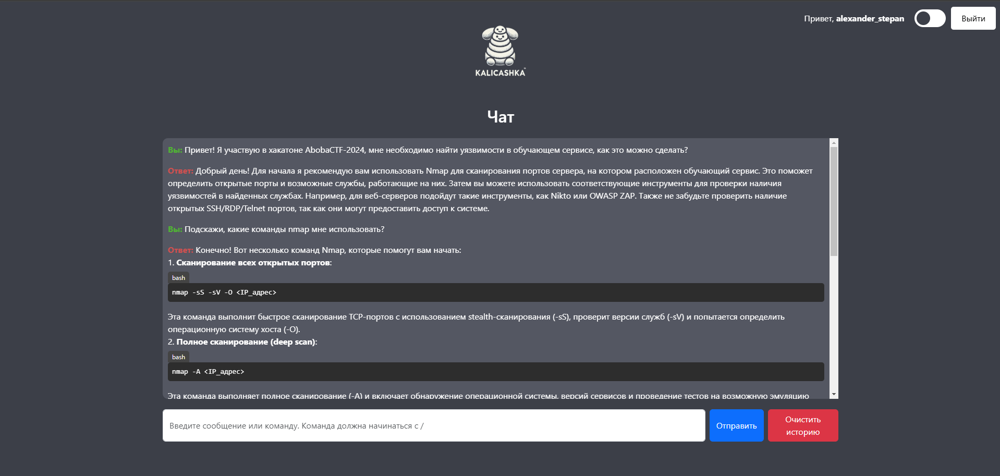 Привет, alexander_stepan
Выйти
KALICASHKA
Чат
Вы: Привет! Я участвую в хакатоне AbobaCTF-2024, мне необходимо найти уязвимости в обучающем сервисе, как это можно сделать?
Ответ: Добрый день! Для начала я рекомендую вам использовать Nmap для сканирования портов сервера, на котором расположен обучающий сервис. Это поможет
определить открытые порты и возможные службы, работающие на них. Затем вы можете использовать соответствующие инструменты для проверки наличия
уязвимостей в найденных службах. Например, для веб-серверов подойдут такие инструменты, как Nikto или OWASP ZAP. Также не забудьте проверить наличие
открытых SSH/RDP/Telnet портов, так как они могут предоставить доступ к системе.
Вы: Подскажи, какие команды nmap мне использовать?
Ответ: Конечно! Вот несколько команд Nmap, которые помогут вам начать:
1. Сканирование всех открытых портов:
bash
nmap -sS -sV -O <IP_адрес>
Эта команда выполнит быстрое сканирование TCP-портов с использованием stealth-сканирования (-sS), проверит версии служб (-sV) и попытается определить
операционную систему хоста (-O).
2. Полное сканирование (deep scan):
bash
nmap -A <IP_адрес>
Эта команда выполняет полное сканирование (-A) и включает обнаружение операционной системы, версий сервисов и проведение тестов на возможную эмуляцию
Введите сообщение или команду. Команда должна начинаться с /
Отправить
Очистить
историю